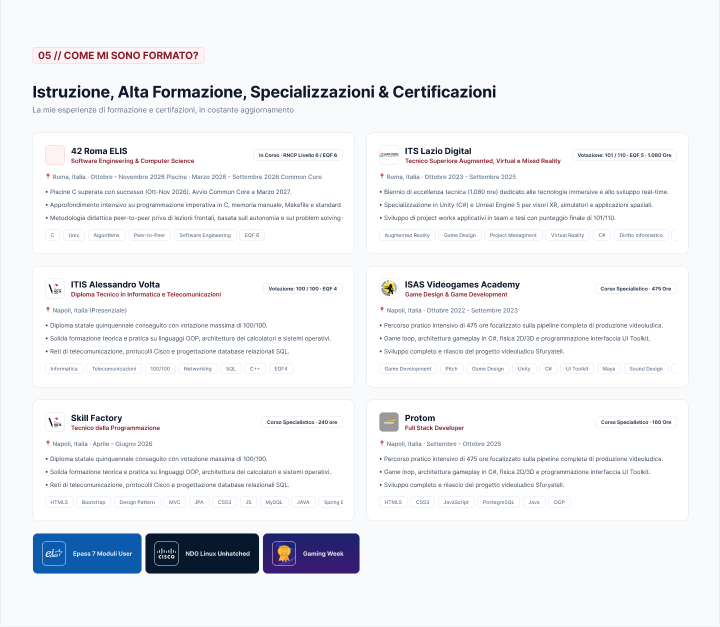 05 // COME MI SONO FORMATO?
Istruzione, Alta Formazione, Specializzazioni & Certificazioni
La mie esperienze di formazione e certifazioni, in costante aggiornamento
42 Roma ELIS
Software Engineering & Computer Science
In Corso · RNCP Livello 6 / EQF 6
Roma, Italia · Ottobre - Novembre 2026 Piscine · Marzo 2026 - Settembre 2028 Common Core
• Piscine C superata con successo (Ott-Nov 2026). Avvio Common Core a Marzo 2027.
• Approfondimento intensivo su programmazione imperativa in C, memoria manuale, Makefile e standard
• Metodologia didattica peer-to-peer priva di lezioni frontali, basata sull'autonomia e sul problem solving
C
Unix
Algorithms
Peer-to-Peer
Software Engineering
EQF 6
ITS Lazio Digital
Tecnico Superiore Augmented, Virtual e Mixed Reality
Votazione: 101 / 110 · EQF 5 · 1.080 Ore
Roma, Italia · Ottobre 2023 - Settembre 2025
• Biennio di eccellenza tecnica (1.080 ore) dedicato alle tecnologie immersive e allo sviluppo real-time.
• Specializzazione in Unity (C#) e Unreal Engine 5 per visori XR, simulatori e applicazioni spaziali.
• Sviluppo di project works applicativi in team e tesi con punteggio finale di 101/110.
Augmented Reality
Game Design
Project Managment
Virtual Reality
C#
Diritto Informatico
ITIS Alessandro Volta
Diploma Tecnico in Informatica e Telecomunicazioni
Votazione: 100 / 100 · EQF 4
Napoli, Italia (Presenziale)
• Diploma statale quinquennale conseguito con votazione massima di 100/100.
• Solida formazione teorica e pratica su linguaggi OOP, architettura dei calcolatori e sistemi operativi.
• Reti di telecomunicazione, protocolli Cisco e progettazione database relazionali SQL.
Informatica
Telecomunicazioni
100/100
Networking
SQL
C++
EQF4
ISAS Videogames Academy
Game Design & Game Development
Corso Specialistico · 475 Ore
Napoli, Italia · Ottobre 2022 - Settembre 2023
• Percorso pratico intensivo di 475 ore focalizzato sulla pipeline completa di produzione videoludica.
• Game loop, architettura gameplay in C#, fisica 2D/3D e programmazione interfaccia UI Toolkit.
• Sviluppo completo e rilascio del progetto videoludico Sfuryatell.
Game Development
Pitch
Game Design
Unity
C#
UI Toolkit
Maya
Sound Design
Skill Factory
Tecnico della Programmazione
Corso Specialistico · 240 ore
Napoli, Italia · Aprile - Giugno 2026
• Diploma statale quinquennale conseguito con votazione massima di 100/100.
• Solida formazione teorica e pratica su linguaggi OOP, architettura dei calcolatori e sistemi operativi.
• Reti di telecomunicazione, protocolli Cisco e progettazione database relazionali SQL.
HTML5
Bootstrap
Design Pattern
MVC
JPA
CSS3
JS
MySQL
JAVA
Spring
Protom
Full Stack Developer
Corso Specialistico · 180 Ore
Napoli, Italia · Settembre - Ottobre 2025
• Percorso pratico intensivo di 475 ore focalizzato sulla pipeline completa di produzione videoludica.
• Game loop, architettura gameplay in C#, fisica 2D/3D e programmazione interfaccia UI Toolkit.
• Sviluppo completo e rilascio del progetto videoludico Sfuryatell.
HTML5
CSS3
JavaScript
PostegreSQL
Java
OOP
Epass 7 Moduli User
CISCO
NDG Linux Unhatched
Gaming Week